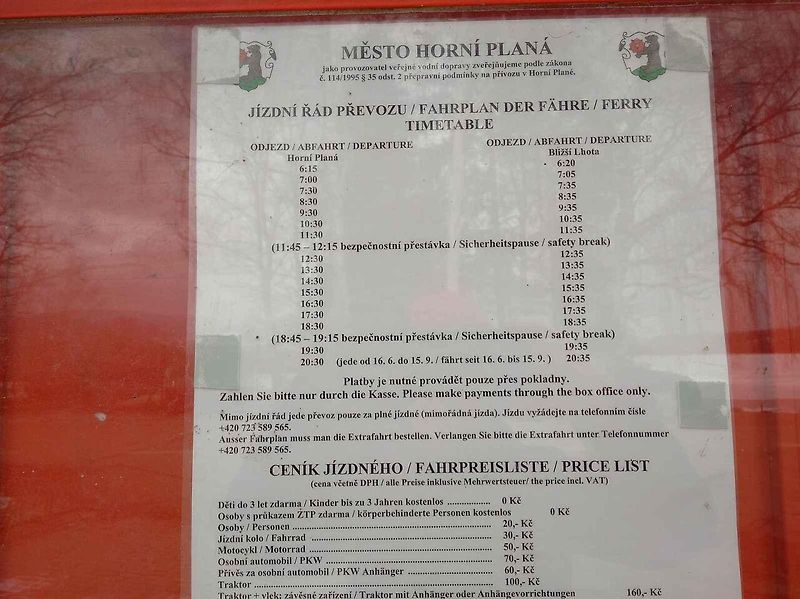 MĚSTO HORNÍ PLANÁ
jako provozovatel veřejné vodní dopravy zveřejňujeme podle zákona
č. 114/1995 § 35 odst. 2 přepravní podmínky na přívozu v Horní Plané.
JÍZDNÍ ŘÁD PŘEVOZU / FAHRPLAN DER FÄHRE / FERRY
TIMETABLE
ODJEZD / ABFAHRT / DEPARTURE ODJEZD / ABFAHRT / DEPARTURE
Horní Planá Bližší Lhota
6:15 6:20
7:00 7:05
7:30 7:35
8:30 8:35
9:30 9:35
10:30 10:35
11:30 11:35
(11:45 – 12:15 bezpečnostní přestávka / Sicherheitspause / safety break)
12:30 12:35
13:30 13:35
14:30 14:35
15:30 15:35
16:30 16:35
17:30 17:35
18:30 18:35
(18:45 – 19:15 bezpečnostní přestávka / Sicherheitspause / safety break)
19:30 19:35
20:30 (jede od 16. 6. do 15. 9. / fährt seit 16. 6. bis 15. 9. ) 20:35
Platby je nutné provádět pouze přes pokladny.
Zahlen Sie bitte nur durch die Kasse. Please make payments through the box office only.
Mimo jízdní řád jede převoz pouze za plné jízdné (mimořádná jízda). Jízdu vyžádejte na telefonním čísle
+420 723 589 565.
Ausser Fahrplan muss man die Extrafahrt bestellen. Verlangen Sie bitte die Extrafahrt unter Telefonnummer
+420 723 589 565.
CENÍK JÍZDNÉHO / FAHRPREISLISTE / PRICE LIST
(cena včetně DPH / alle Preise inklusive Mehrwertsteuer/ the price incl. VAT)
Děti do 3 let zdarma / Kinder bis zu 3 Jahren kostenlos .................. 0 Kč
Osoby s průkazem ZTP zdarma / körperbehinderte Personen kostenlos 0 Kč
Osoby / Personen ........................................ 20,- Kč
Jízdní kolo / Fahrrad ........................................ 30,- Kč
Motocykl / Motorrad ........................................ 50,- Kč
Osobní automobil / PKW ........................................ 70,- Kč
Přívěs za osobní automobil / PKW Anhänger ........................ 60,- Kč
Traktor ........................................ 100,- Kč
Traktor + vlek; závěsné zařízení / Traktor mit Anhänger oder Anhängevorrichtungen 160,- Kč